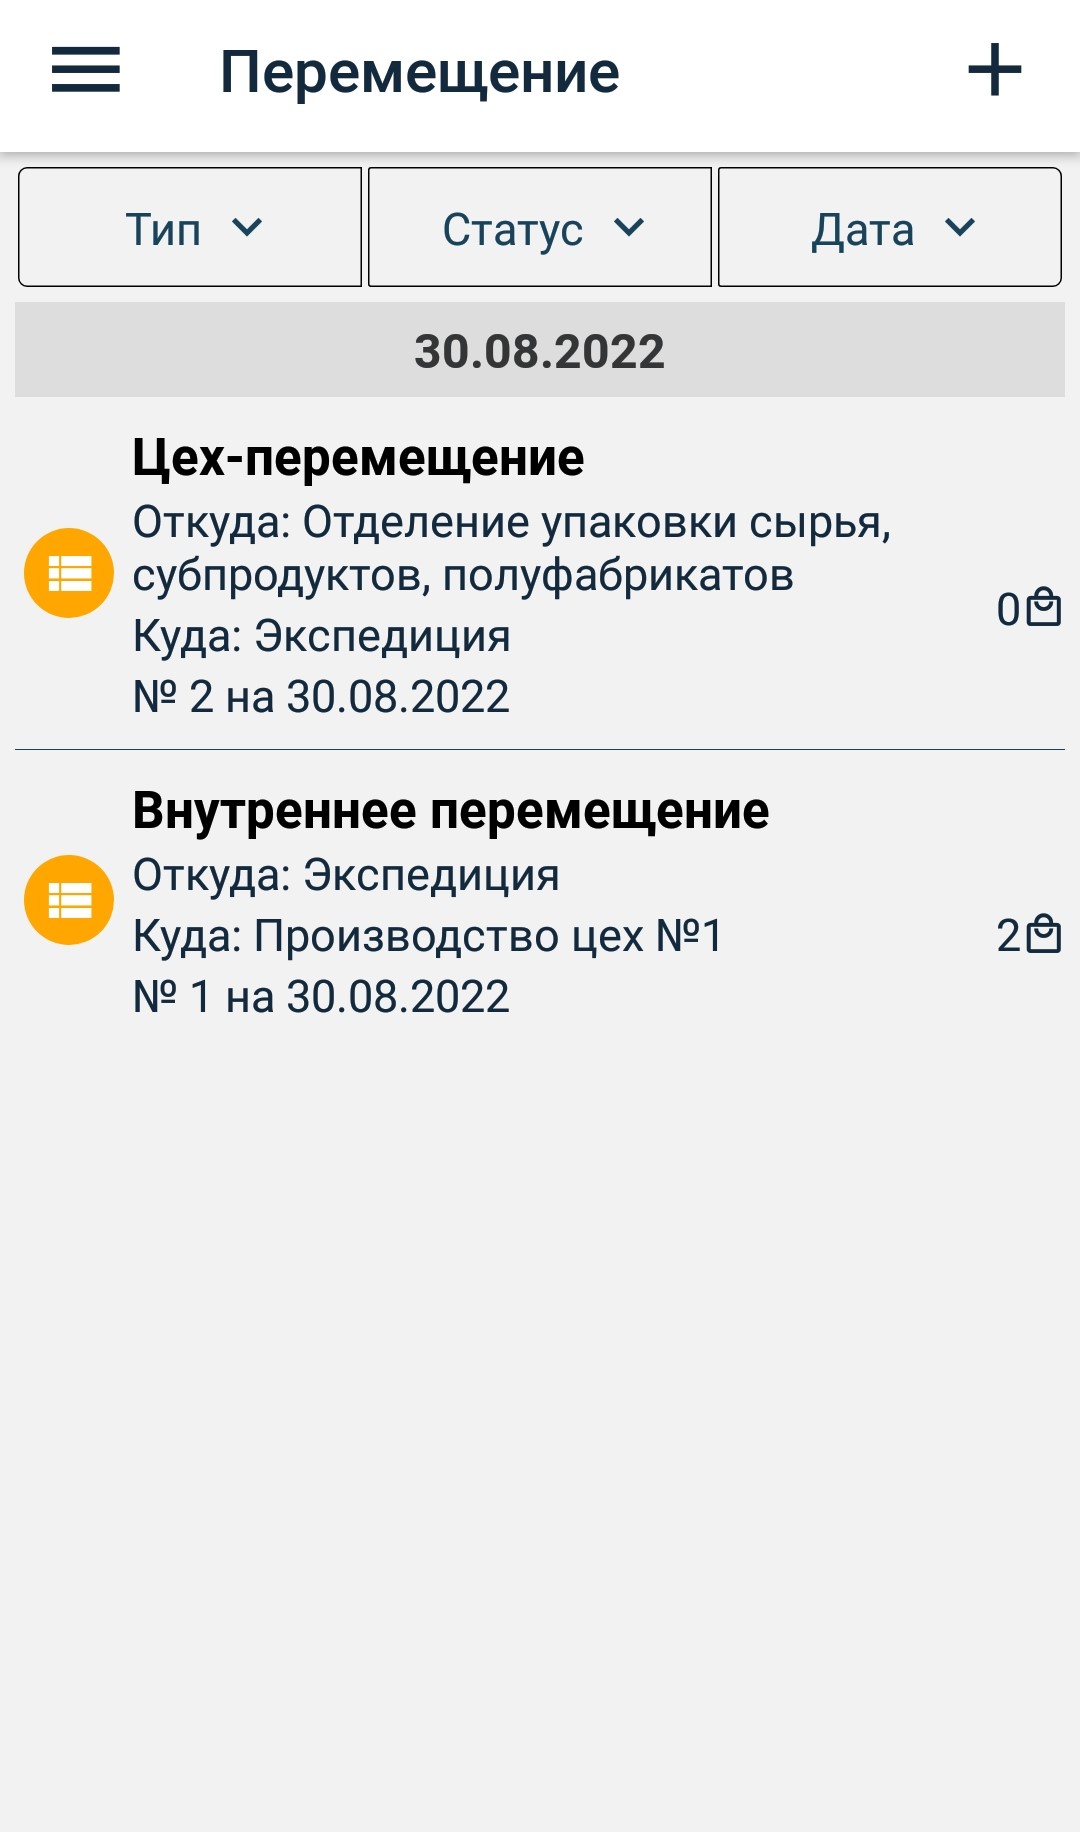 Перемещение
Тип
Статус
Дата
30.08.2022
Цех-перемещение
Откуда: Отделение упаковки сырья,
субпродуктов, полуфабрикатов
0
Куда: Экспедиция
№ 2 на 30.08.2022
Внутреннее перемещение
Откуда: Экспедиция
Куда: Производство цех №1
2
№ 1 на 30.08.2022